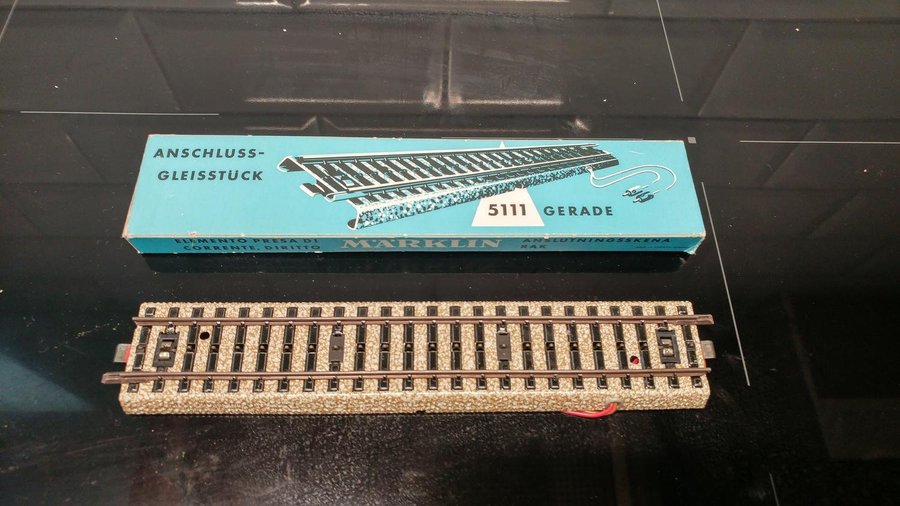 ANSCHLUSS-
GLEISSTÜCK
5111 GERADE
ELEMENTO PRESA DI
CORRENTE, DIRITTO
MÄRKLIN
ANSLUTNINGSSKENA
RAK